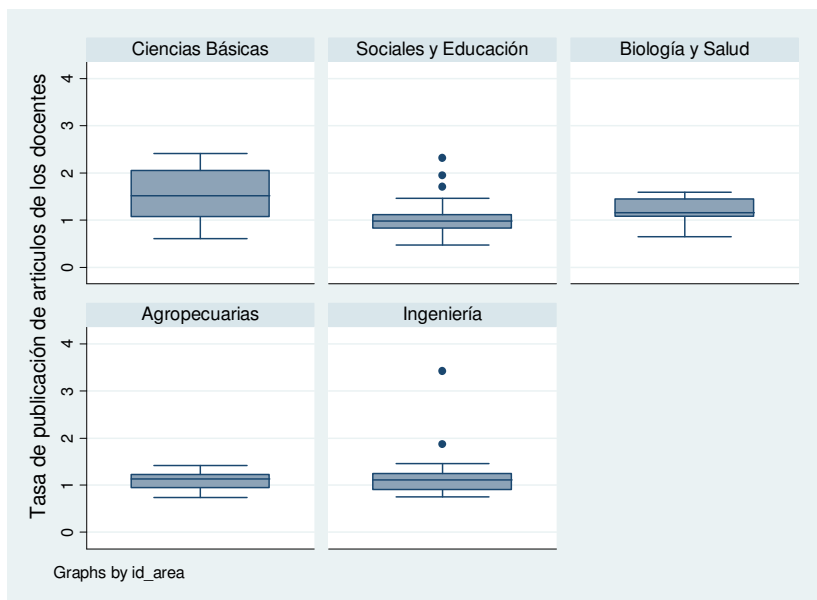 Ciencias Básicas
Sociales y Educación
Biología y Salud
4
3
2
1
0
Agropecuarias
Ingeniería
4
3
2
1
0
Tasa de publicación de articulos de los docentes
Graphs by id_area